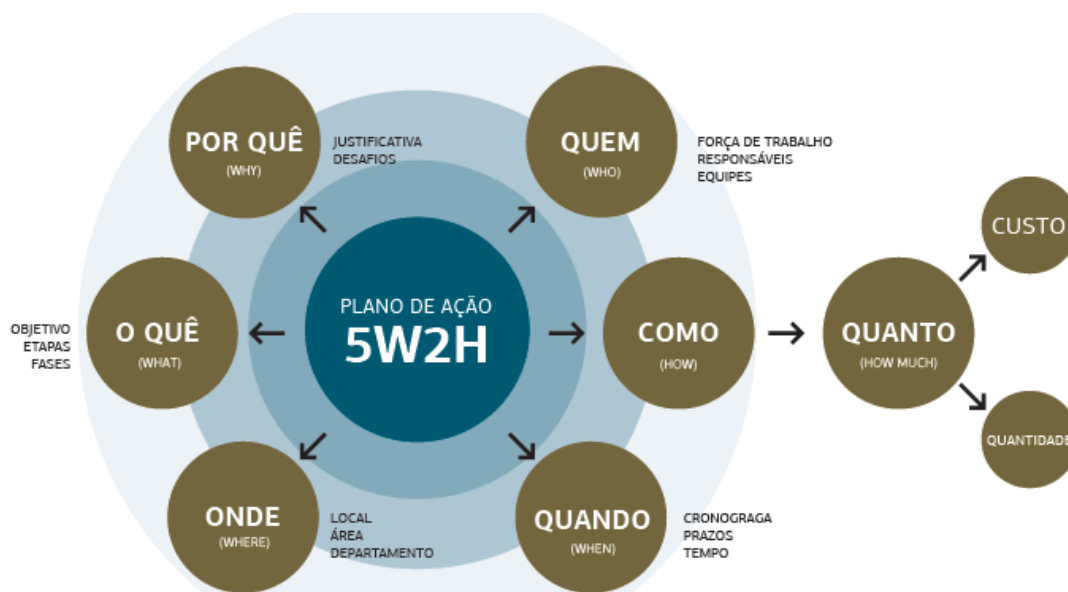 POR QUÊ
(WHY)
JUSTIFICATIVA
DESAFIOS
QUEM
(WHO)
FORÇA DE TRABALHO
RESPONSÁVEIS
EQUIPES
CUSTO
OBJETIVO
ETAPAS
FASES
O QUÊ
(WHAT)
PLANO DE AÇÃO
5W2H
COMO
(HOW)
QUANTO
(HOW MUCH)
QUANTIDADE
ONDE
(WHERE)
LOCAL
ÁREA
DEPARTAMENTO
QUANDO
(WHEN)
CRONOGRAGA
PRAZOS
TEMPO